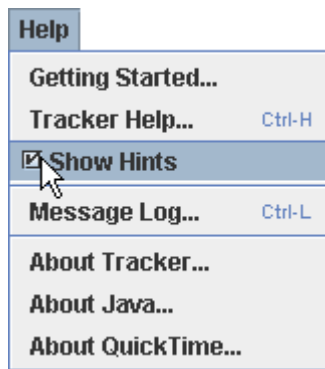 Help
Getting Started...
Tracker Help... Ctrl-H
Show Hints
Message Log... Ctrl-L
About Tracker...
About Java...
About QuickTime...